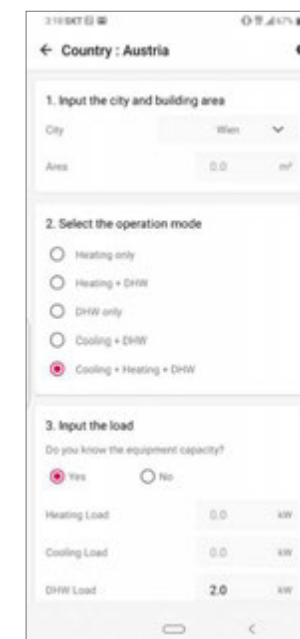 ← Country : Austria
1. Input the city and building area
City Wien
Area 0.0 m²
2. Select the operation mode
Heating only
Heating + DHW
DHW only
Cooling + DHW
Cooling + Heating + DHW
3. Input the load
Do you know the equipment capacity?
Yes No
Heating Load 0.0 kW
Cooling Load 0.0 kW
DHW Load 2.0 kW